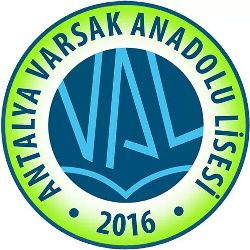 ANTALYA VARSAK ANADOLU LİSESİ
VAL
• 2016 •